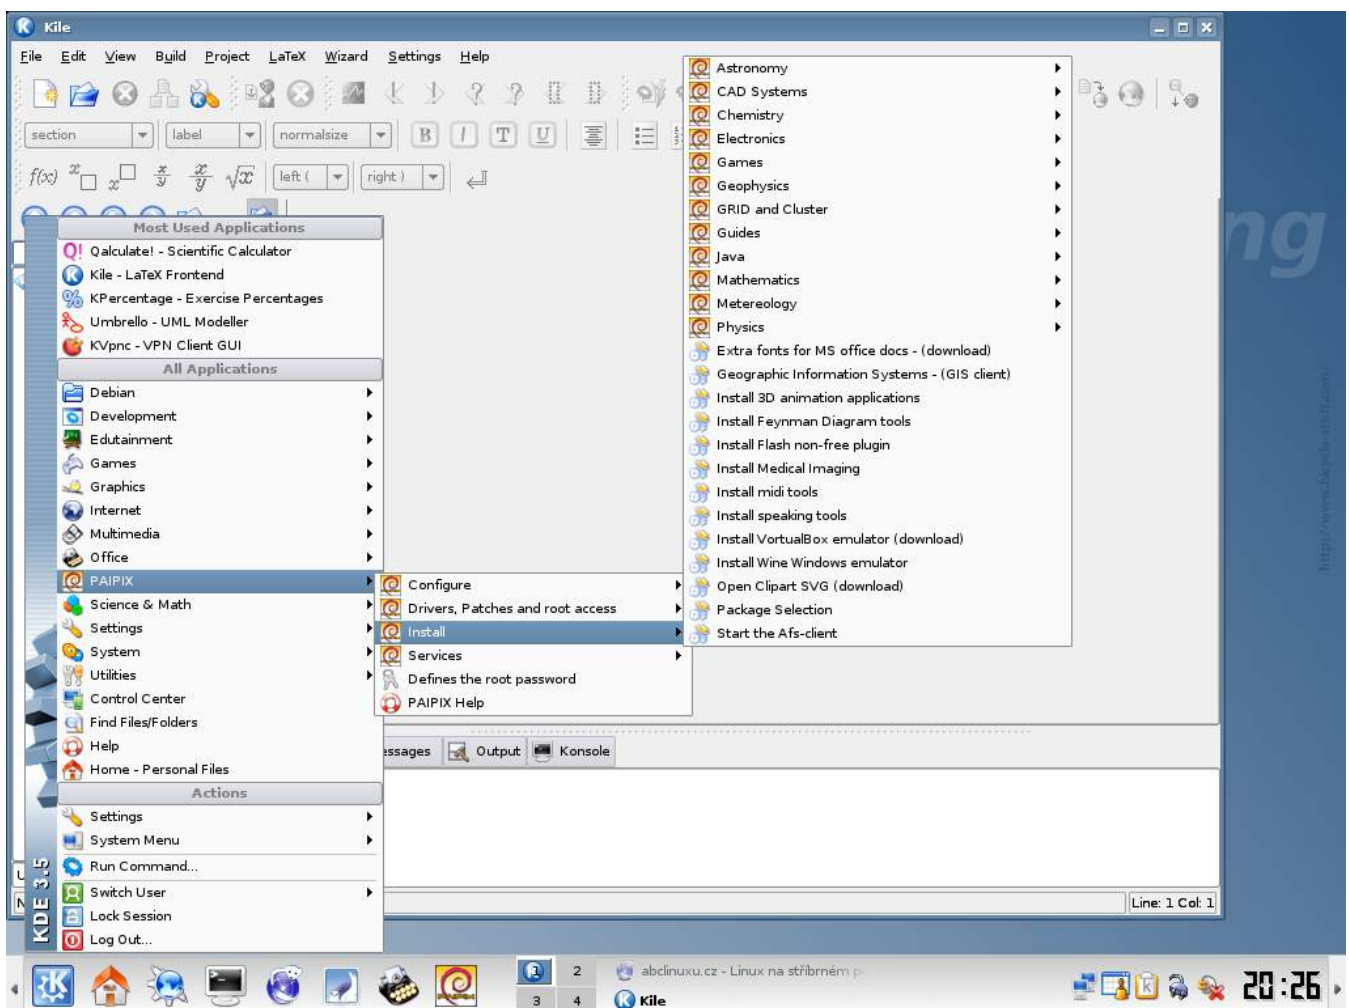 Kile
File Edit View Build Project LaTeX Wizard Settings Help
section label normalsize B I T U
f(x) x x x/y x/y √x left ( right )
ng
Most Used Applications
Qalculate! - Scientific Calculator
Kile - LaTeX Frontend
KPercentage - Exercise Percentages
Umbrello - UML Modeller
KVpnc - VPN Client GUI
All Applications
Debian
Development
Edutainment
Games
Graphics
Internet
Multimedia
Office
PAIPIX
Science & Math
Settings
System
Utilities
Control Center
Find Files/Folders
Help
Home - Personal Files
Actions
Settings
System Menu
Run Command...
Switch User
Lock Session
Log Out...
KDE 3.5
Configure
Drivers, Patches and root access
Install
Services
Defines the root password
PAIPIX Help
Astronomy
CAD Systems
Chemistry
Electronics
Games
Geophysics
GRID and Cluster
Guides
Java
Mathematics
Metereology
Physics
Extra fonts for MS office docs - (download)
Geographic Information Systems - (GIS client)
Install 3D animation applications
Install Feynman Diagram tools
Install Flash non-free plugin
Install Medical Imaging
Install midi tools
Install speaking tools
Install VortualBox emulator (download)
Install Wine Windows emulator
Open Clipart SVG (download)
Package Selection
Start the Afs-client
essages Output Konsole
Line: 1 Col: 1
1 2 abclinuxu.cz - Linux na stříbrném p
3 4 Kile
20:26